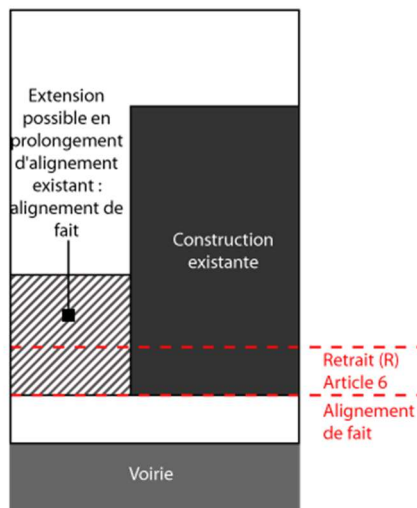 Extension
possible en
prolongement
d'alignement
existant :
alignement de
fait
Construction
existante
Retrait (R)
Article 6
Alignement
de fait
Voirie